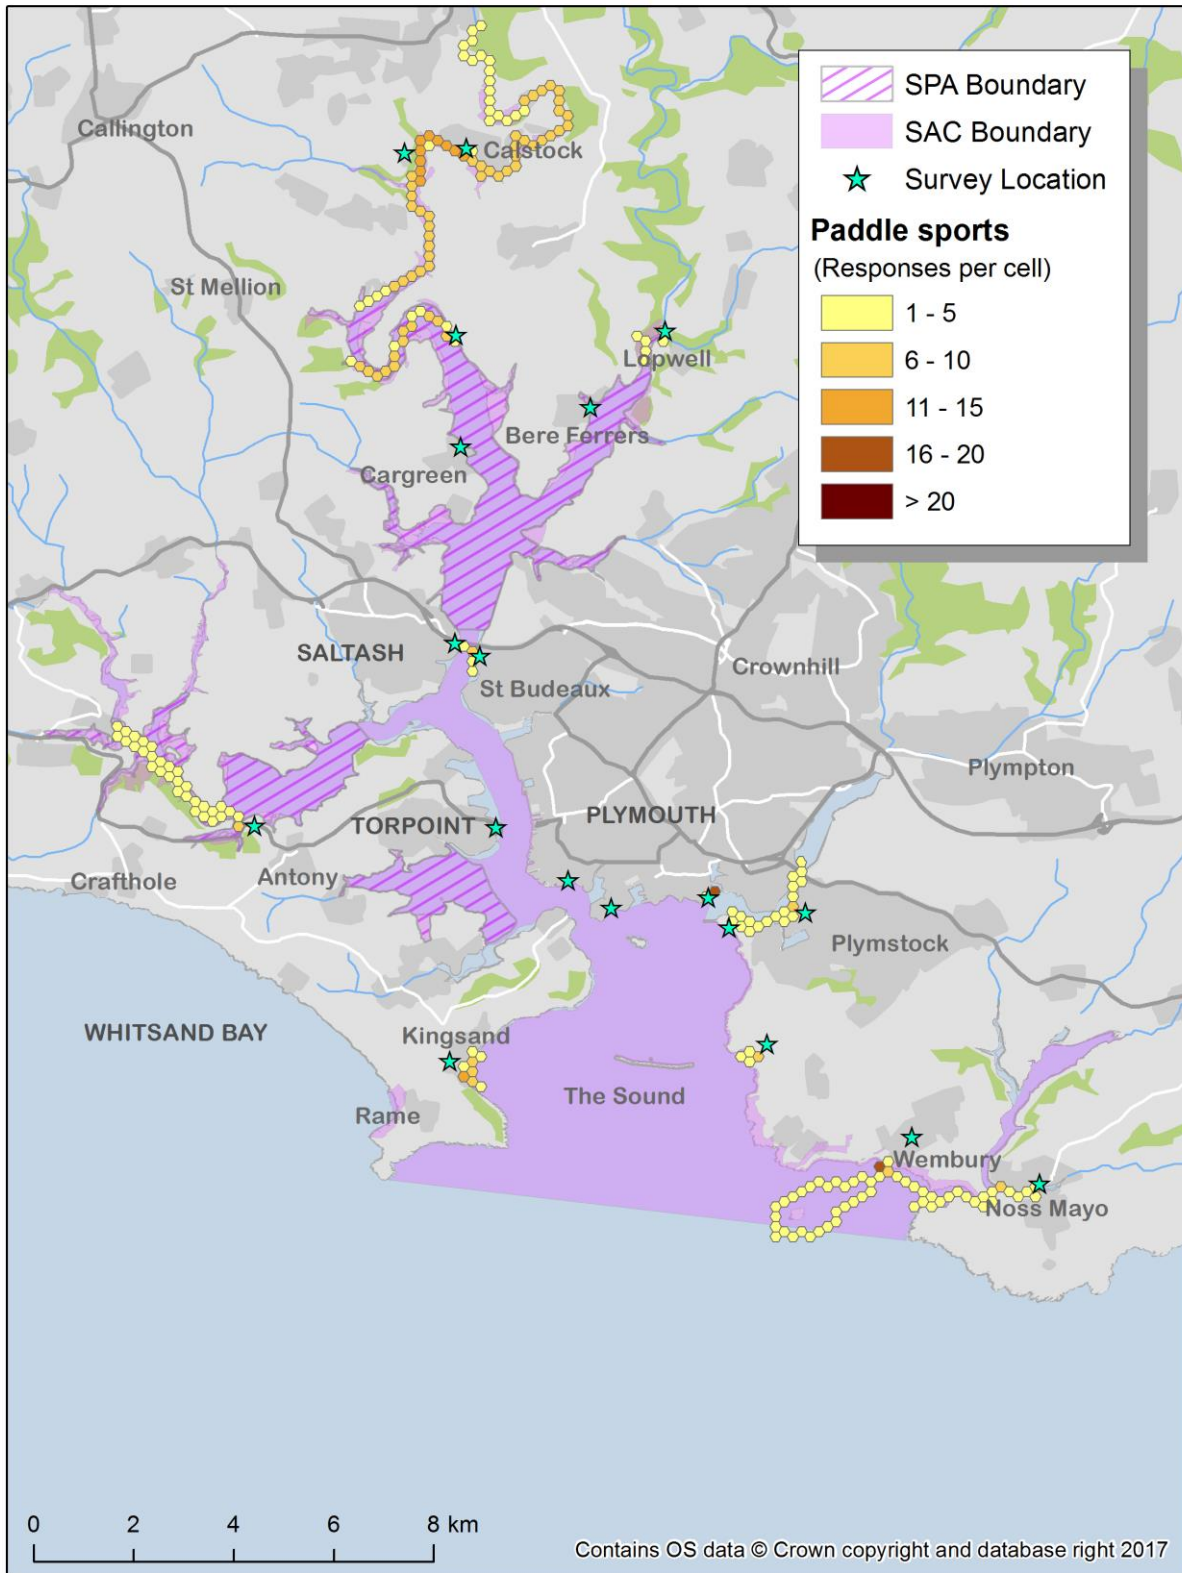 SPA Boundary
SAC Boundary
Survey Location
Paddle sports
(Responses per cell)
1 - 5
6 - 10
11 - 15
16 - 20
> 20
Callington
Calstock
St Mellion
Lopwell
Bere Ferrers
Cargreen
SALTASH
Crownhill
St Budeaux
Plympton
TORPOINT
PLYMOUTH
Crafthole
Antony
Plymstock
WHITSAND BAY
Kingsand
The Sound
Rame
Wembury
Noss Mayo
0 2 4 6 8 km
Contains OS data © Crown copyright and database right 2017